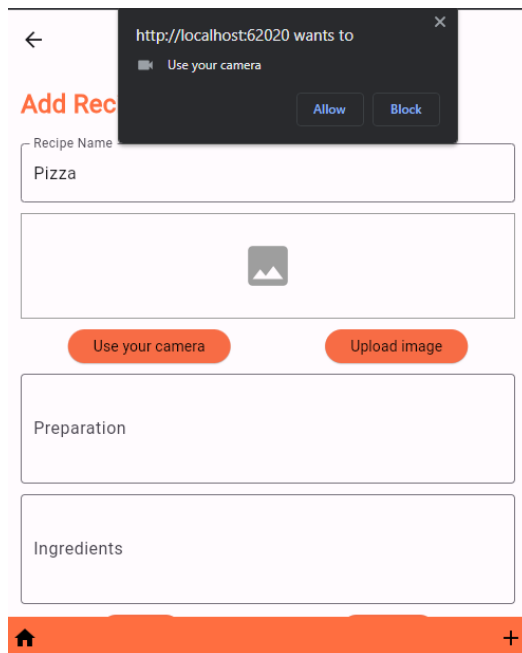 http://localhost:62020 wants to
Use your camera
Allow Block
Add Rec
Recipe Name
Pizza
Use your camera Upload image
Preparation
Ingredients